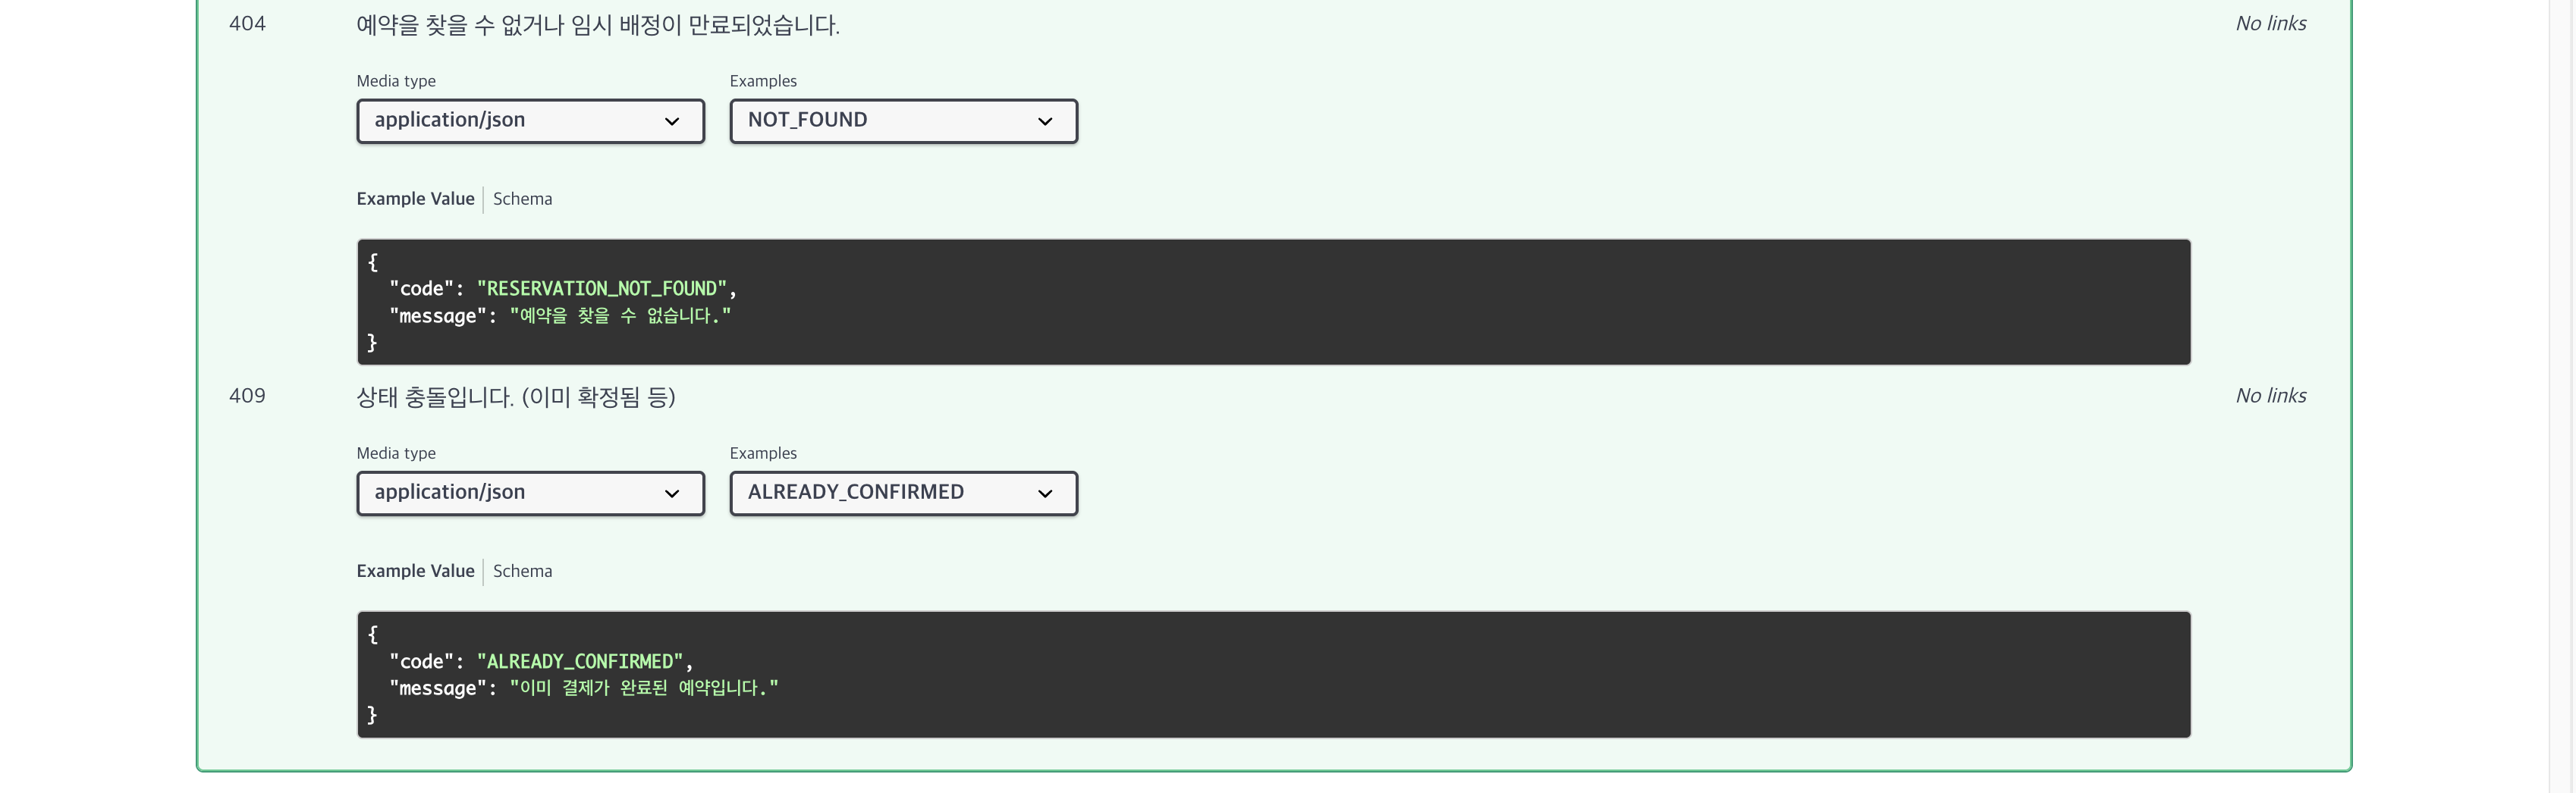 404 예약을 찾을 수 없거나 임시 배정이 만료되었습니다. No links
Media type Examples
application/json NOT_FOUND
Example Value Schema
{
"code": "RESERVATION_NOT_FOUND",
"message": "예약을 찾을 수 없습니다."
}
409 상태 충돌입니다. (이미 확정됨 등) No links
Media type Examples
application/json ALREADY_CONFIRMED
Example Value Schema
{
"code": "ALREADY_CONFIRMED",
"message": "이미 결제가 완료된 예약입니다."
}